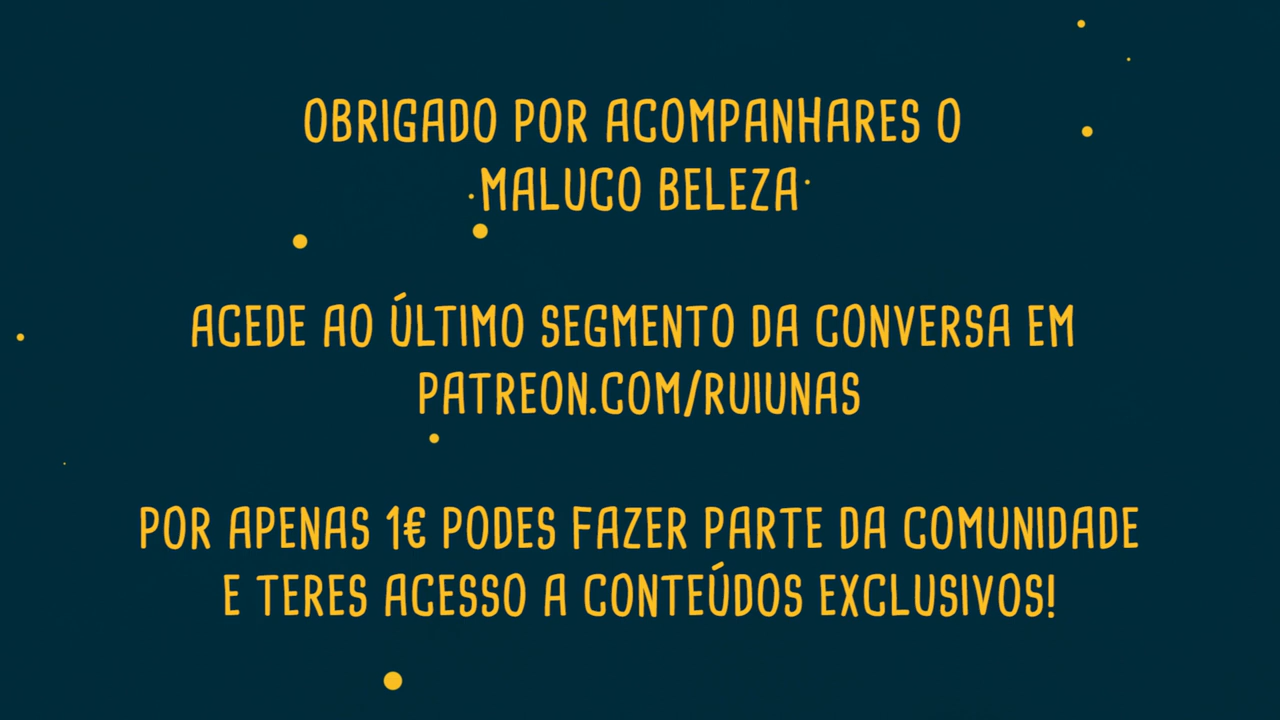 OBRIGADO POR ACOMPANHARES O
MALUCO BELEZA
ACEDE AO ÚLTIMO SEGMENTO DA CONVERSA EM
PATREON.COM/RUIUNAS
POR APENAS 1€ PODES FAZER PARTE DA COMUNIDADE
E TERES ACESSO A CONTEÚDOS EXCLUSIVOS!